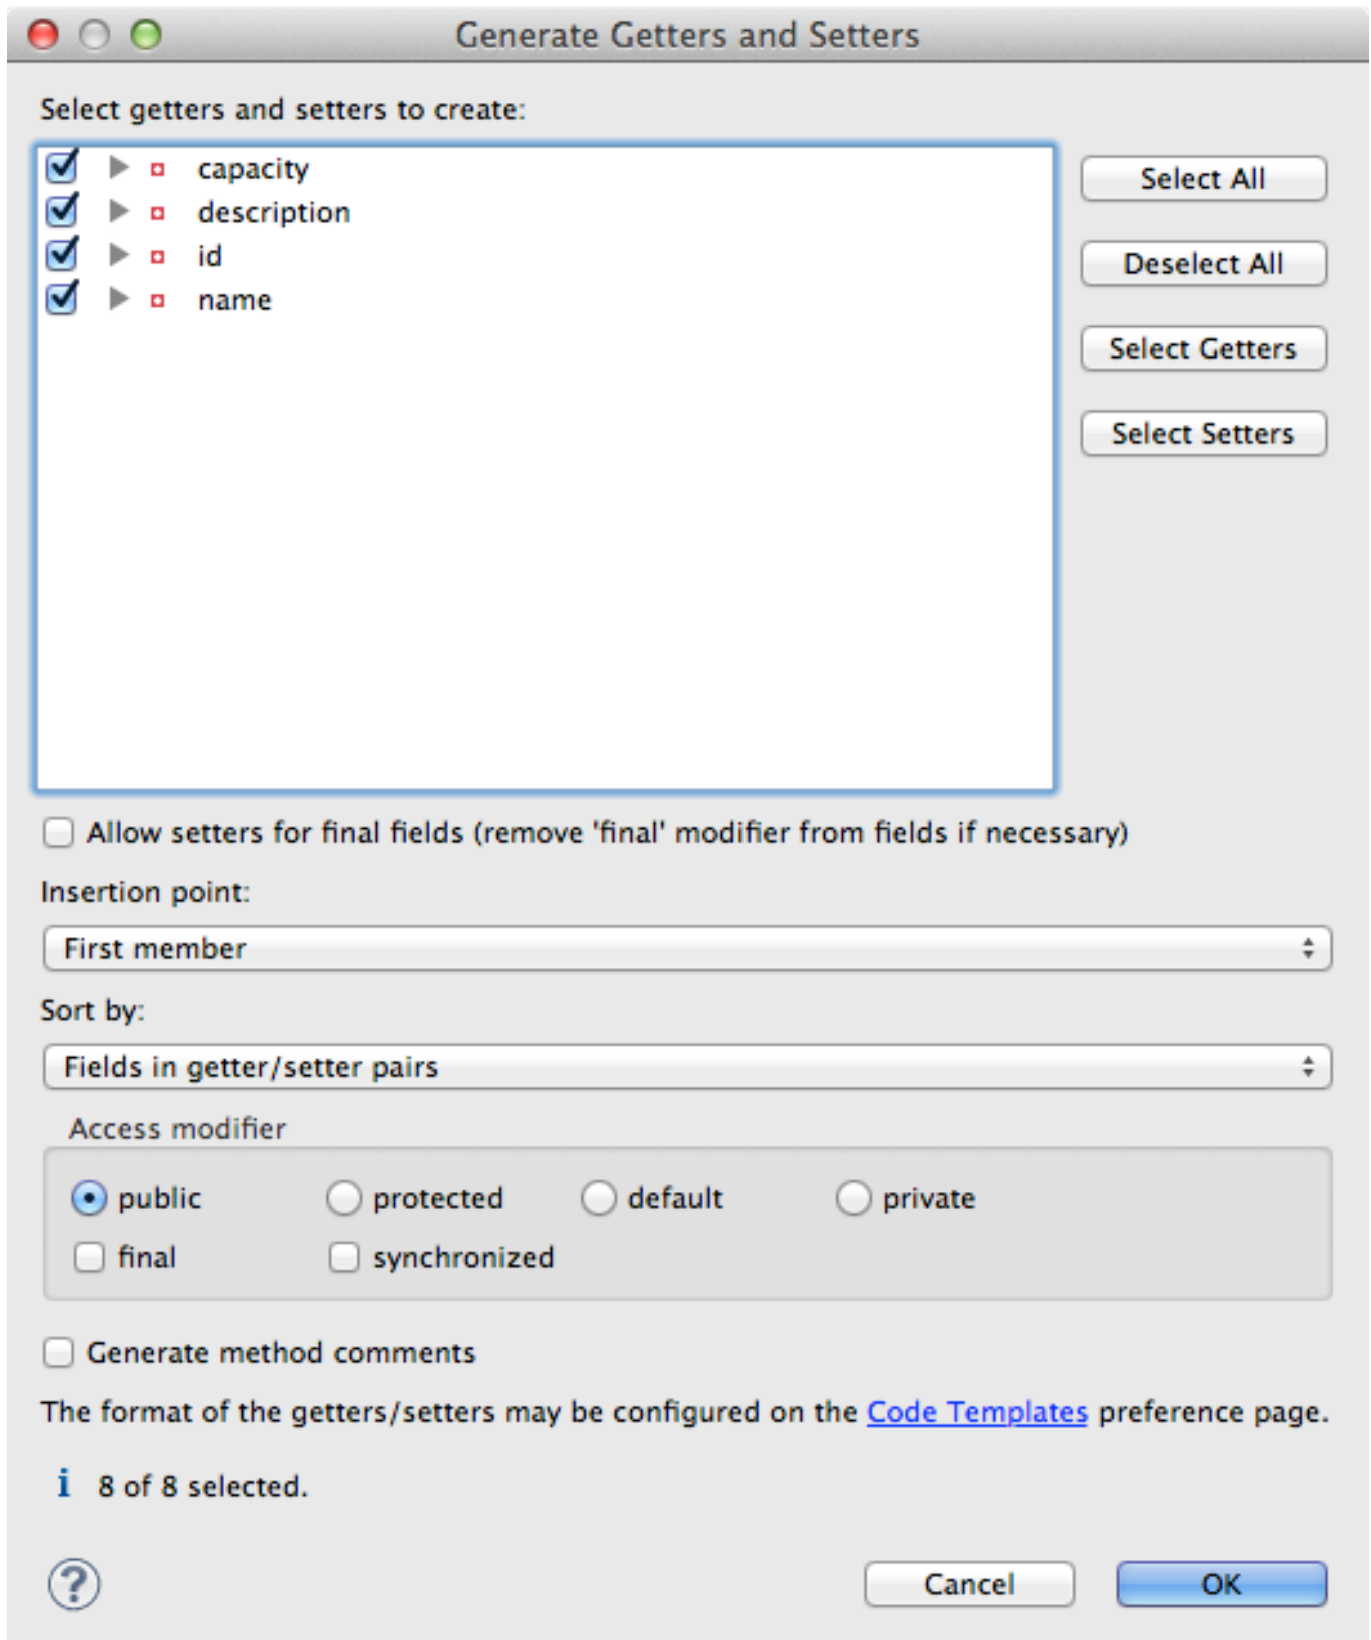 Generate Getters and Setters
Select getters and setters to create:
capacity
description
id
name
Select All
Deselect All
Select Getters
Select Setters
Allow setters for final fields (remove 'final' modifier from fields if necessary)
Insertion point:
First member
Sort by:
Fields in getter/setter pairs
Access modifier
public protected default private
final synchronized
Generate method comments
The format of the getters/setters may be configured on the Code Templates preference page.
i 8 of 8 selected.
? Cancel OK